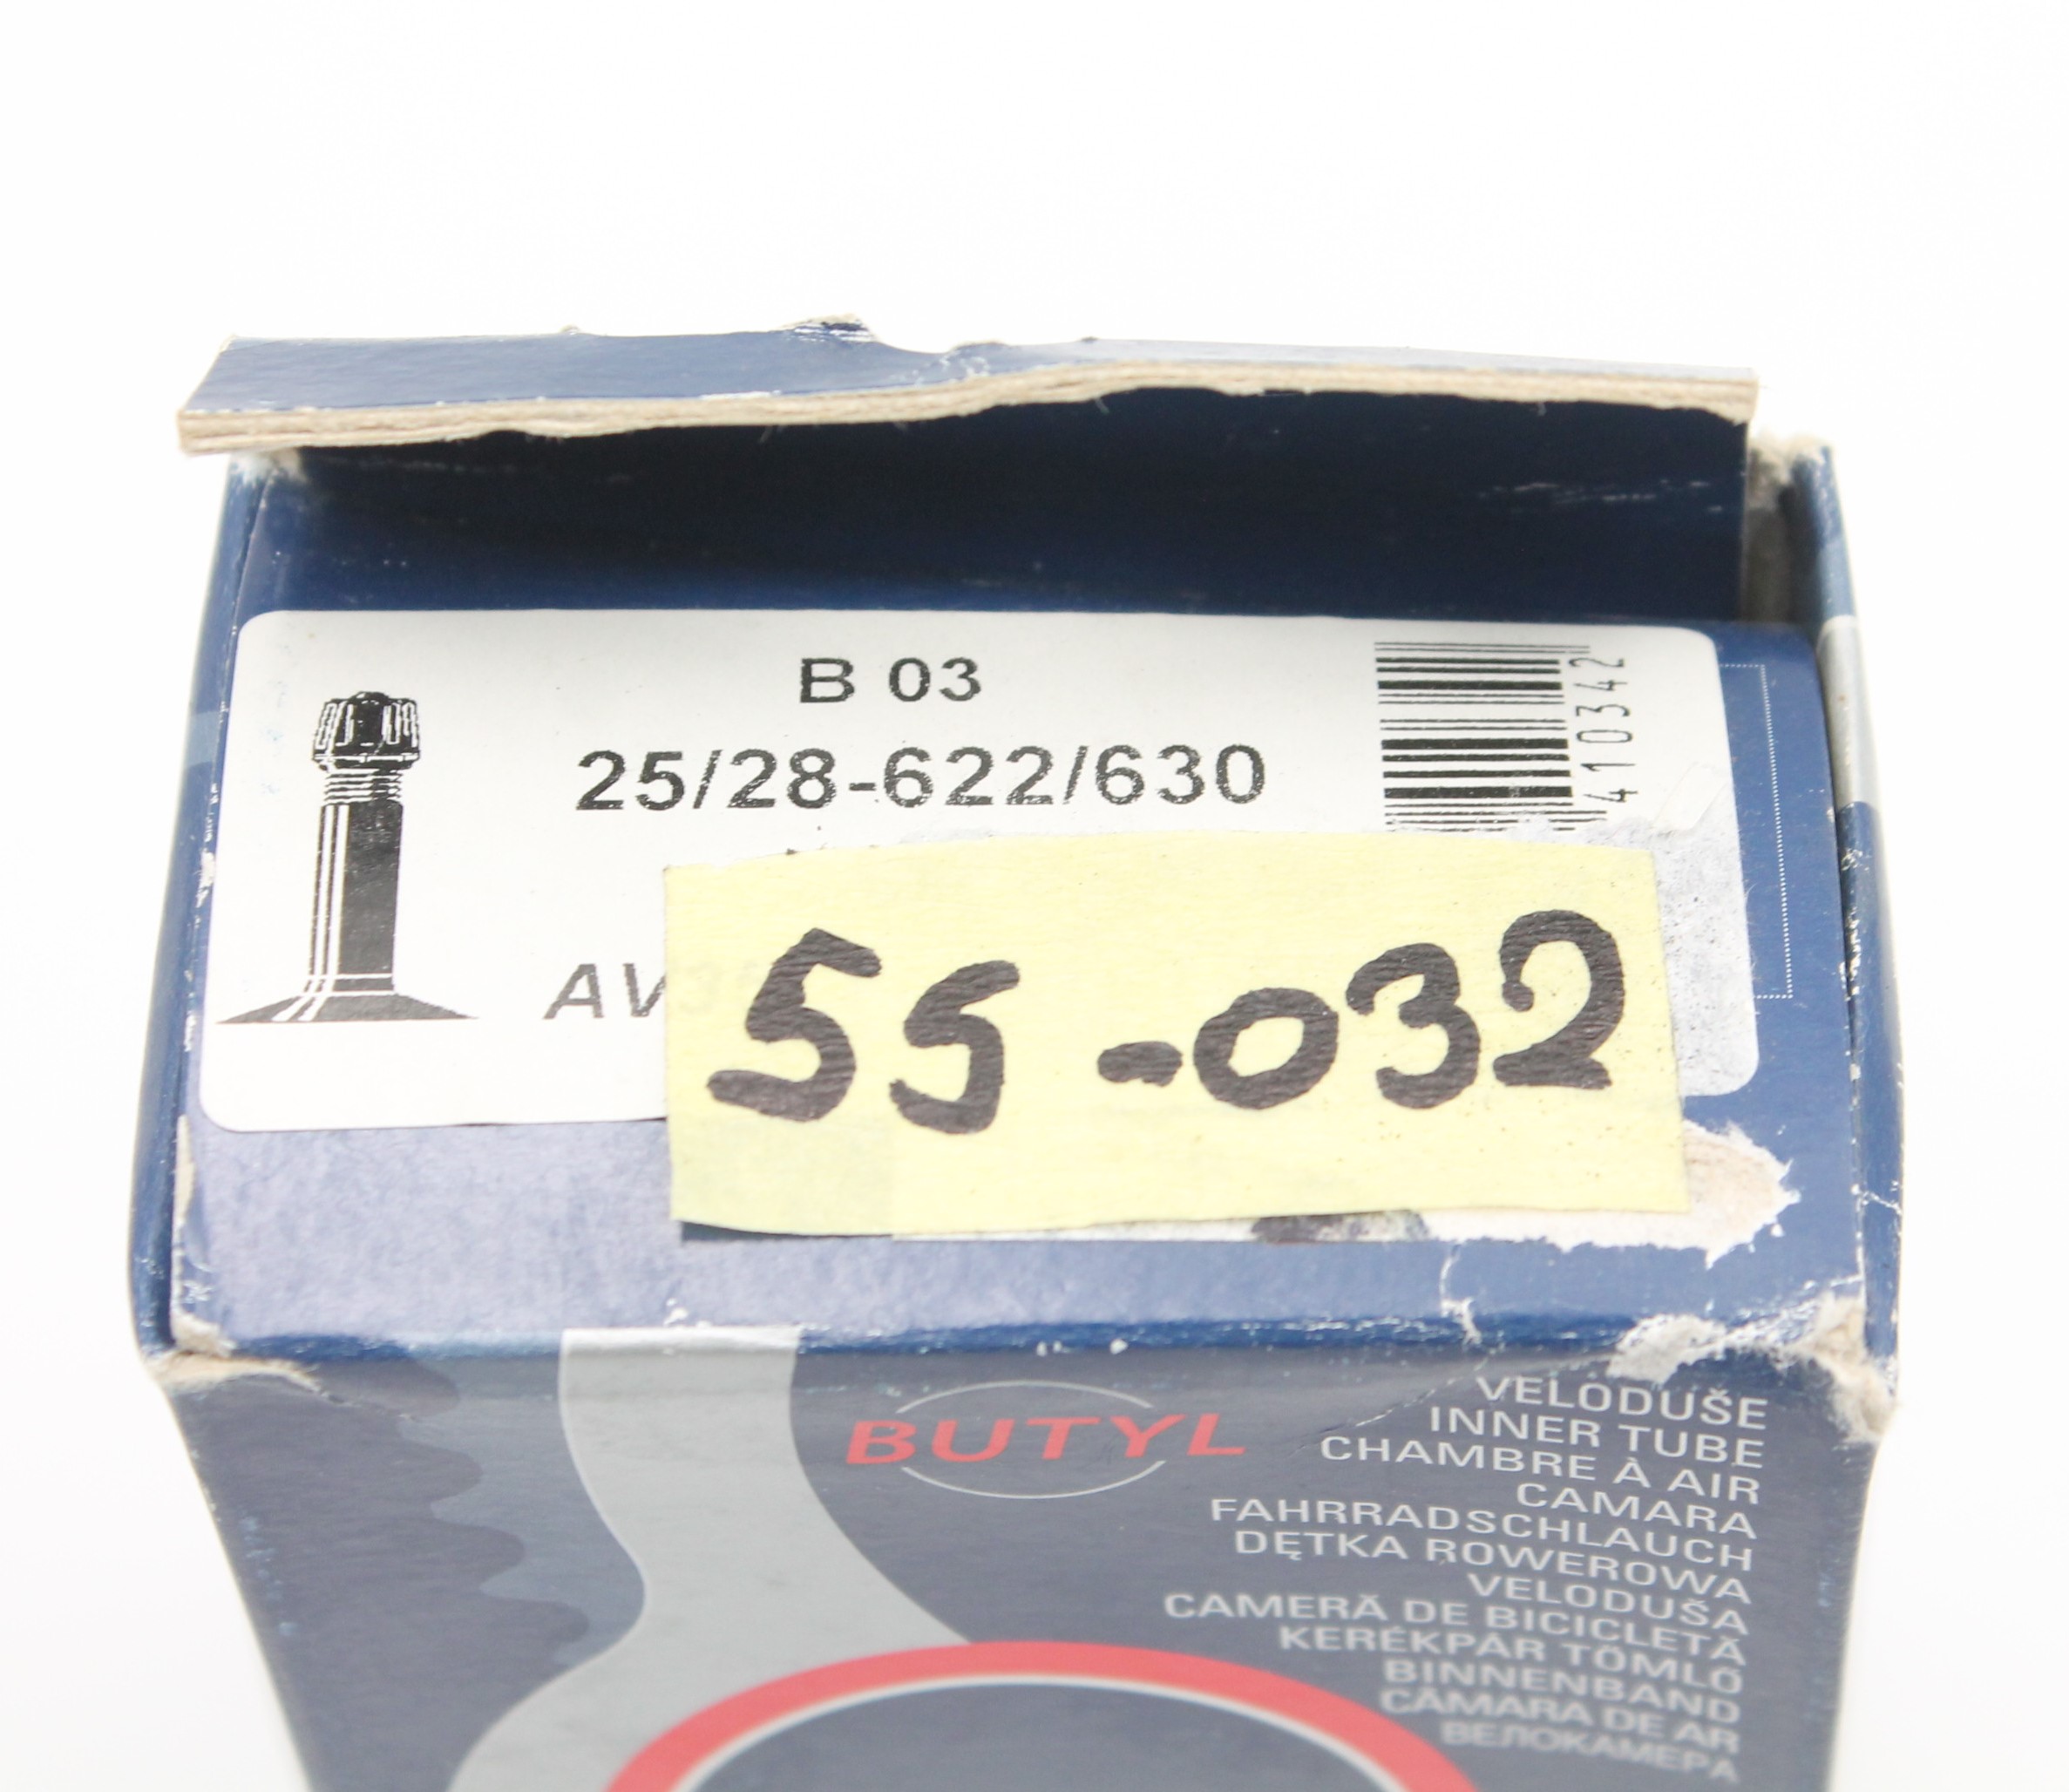 B 03
25/28-622/630
410342
AV3
55-032
BUTYL
VELODUŠE
INNER TUBE
CHAMBRE À AIR
CAMARA
FAHRRADSCHLAUCH
DĘTKA ROWEROWA
VELODUŠA
CAMERĂ DE BICICLETĂ
KERÉKPÁR TÖMLŐ
BINNENBAND
CÂMARA DE AR
ВЕЛОКАМЕРА